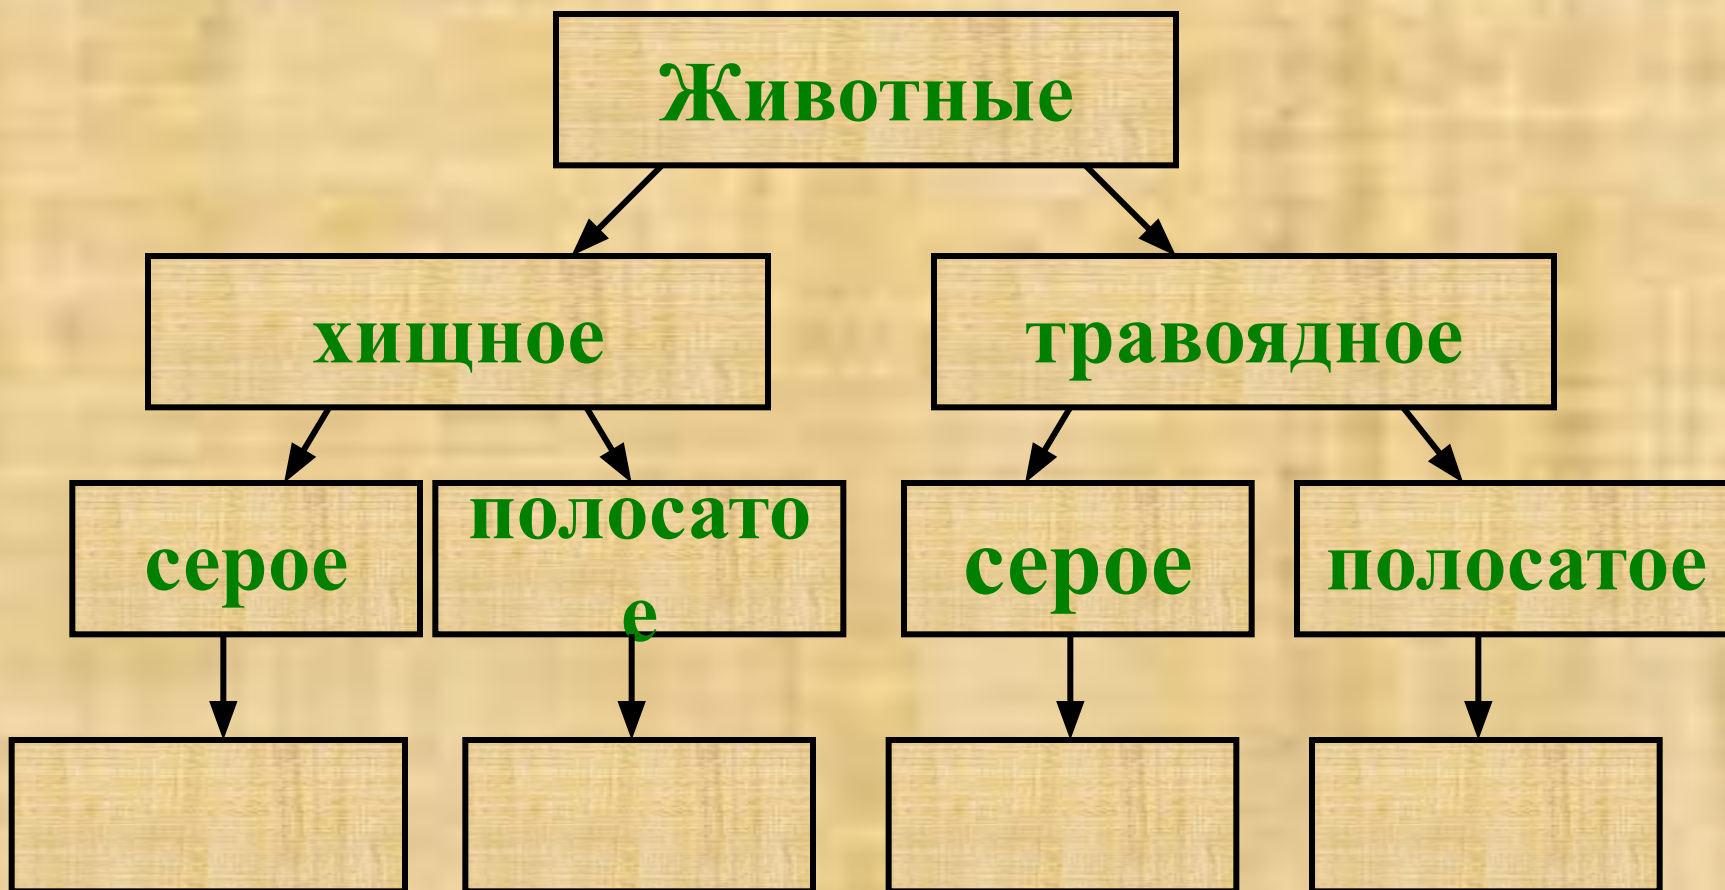 Животные
хищное
травоядное
серое
полосато
е
серое
полосатое